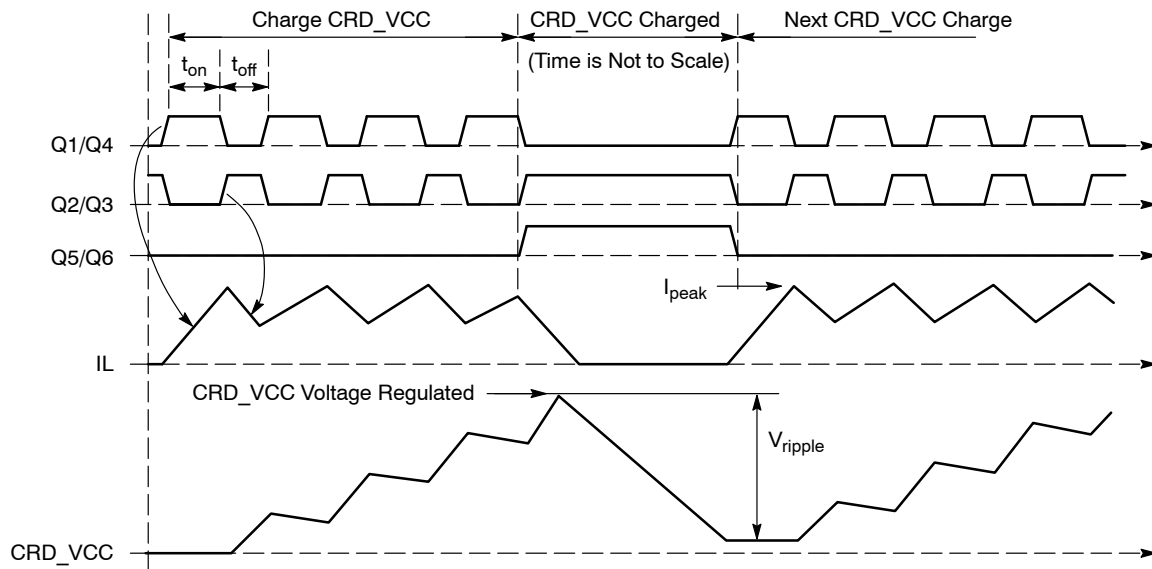 Charge CRD_VCC
CRD_VCC Charged
Next CRD_VCC Charge
(Time is Not to Scale)
ton
toff
Q1/Q4
Q2/Q3
Q5/Q6
Ipeak
IL
CRD_VCC Voltage Regulated
Vripple
CRD_VCC